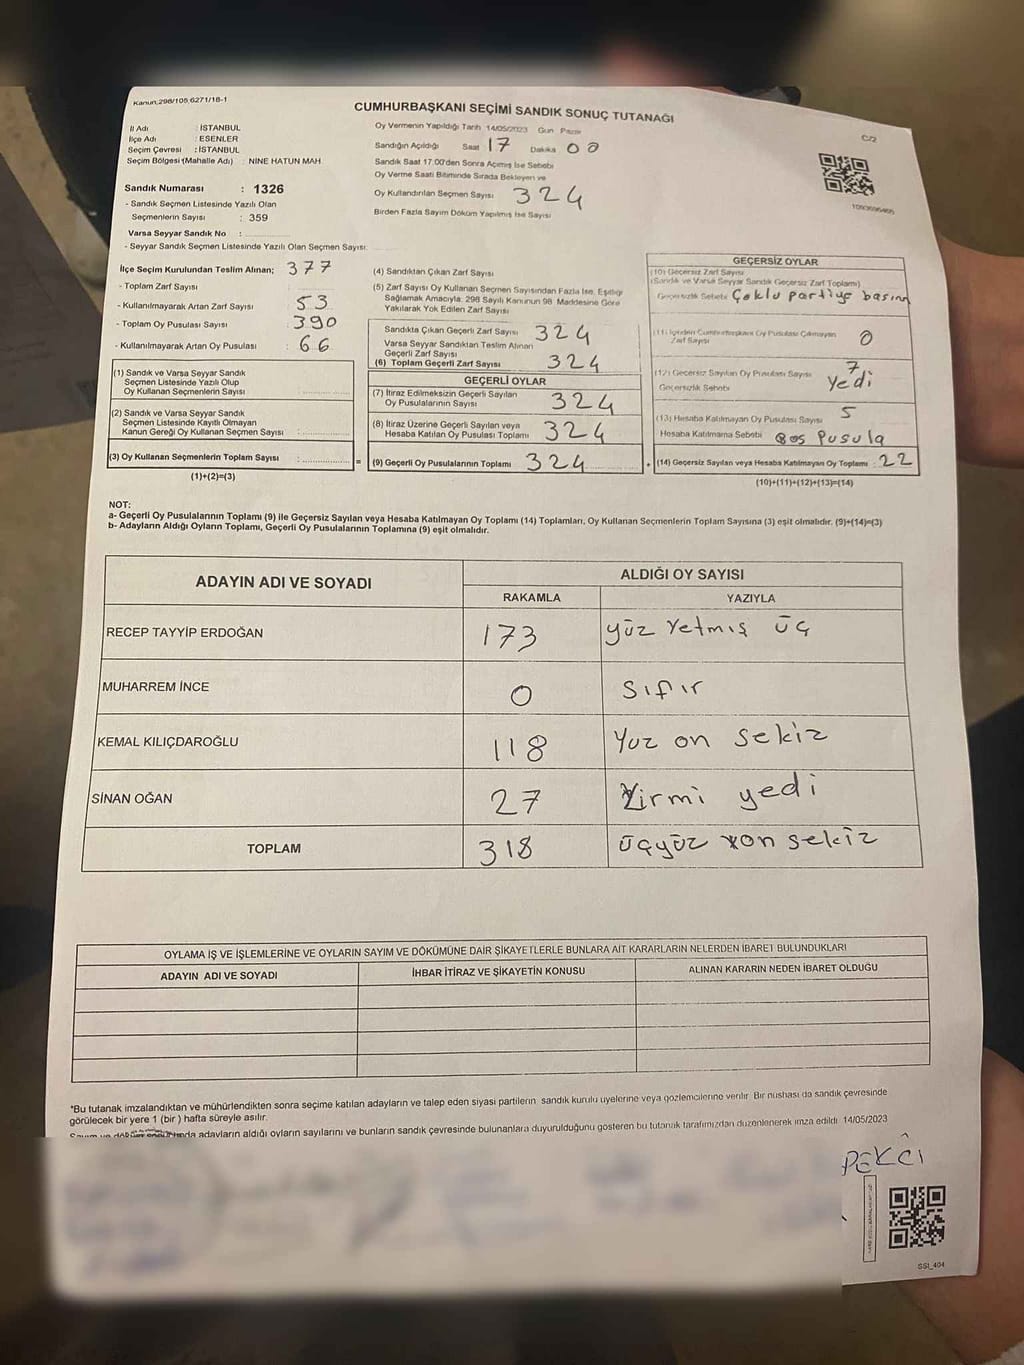 Kanun;298/105;6271/18-1
CUMHURBAŞKANI SEÇİMİ SANDIK SONUÇ TUTANAĞI
C/2
İl Adı : İSTANBUL
İlçe Adı : ESENLER
Seçim Çevresi : İSTANBUL
Seçim Bölgesi (Mahalle Adı) : NINE HATUN MAH
Sandık Numarası : 1326
- Sandık Seçmen Listesinde Yazılı Olan
Seçmenlerin Sayısı : 359
Varsa Seyyar Sandık No :
- Seyyar Sandık Seçmen Listesinde Yazılı Olan Seçmen Sayısı:
Oy Vermenin Yapıldığı Tarih 14/05/2023 Gün Pazar
Sandığın Açıldığı Saat 17 Dakika 00
Sandık Saat 17:00'den Sonra Açılmış İse Sebebi
Oy Verme Saati Bitiminde Sırada Bekleyen ve
Oy Kullandırılan Seçmen Sayısı 324
Birden Fazla Sayım Döküm Yapılmış İse Sayısı
İlçe Seçim Kurulundan Teslim Alınan; 377
- Toplam Zarf Sayısı :
- Kullanılmayarak Artan Zarf Sayısı : 53
- Toplam Oy Pusulası Sayısı : 390
- Kullanılmayarak Artan Oy Pusulası : 66
(1) Sandık ve Varsa Seyyar Sandık
Seçmen Listesinde Yazılı Olup
Oy Kullanan Seçmenlerin Sayısı :
(2) Sandık ve Varsa Seyyar Sandık
Seçmen Listesinde Kayıtlı Olmayan
Kanun Gereği Oy Kullanan Seçmen Sayısı :
(3) Oy Kullanan Seçmenlerin Toplam Sayısı :
(1)+(2)=(3)
(4) Sandıktan Çıkan Zarf Sayısı
(5) Zarf Sayısı Oy Kullanan Seçmen Sayısından Fazla İse, Eşitliği
Sağlamak Amacıyla, 298 Sayılı Kanunun 98. Maddesine Göre
Yakılarak Yok Edilen Zarf Sayısı
Sandıkta Çıkan Geçerli Zarf Sayısı 324
Varsa Seyyar Sandıktan Teslim Alınan
Geçerli Zarf Sayısı
(6) Toplam Geçerli Zarf Sayısı 324
GEÇERLİ OYLAR
(7) İtiraz Edilmeksizin Geçerli Sayılan
Oy Pusulalarının Sayısı 324
(8) İtiraz Üzerine Geçerli Sayılan veya
Hesaba Katılan Oy Pusulası Toplamı 324
= (9) Geçerli Oy Pusulalarının Toplamı 324
GEÇERSİZ OYLAR
(10) Geçersiz Zarf Sayısı
(Sandık ve Varsa Seyyar Sandık Geçersiz Zarf Toplamı)
Geçersizlik Sebebi Çoklu partiye basım
(11) İçinden Cumhurbaşkanı Oy Pusulası Çıkmayan
Zarf Sayısı 0
(12) Geçersiz Sayılan Oy Pusulası Sayısı 7
Geçersizlik Sebebi Yedi
(13) Hesaba Katılmayan Oy Pusulası Sayısı 5
Hesaba Katılmama Sebebi Boş Pusula
+ (14) Geçersiz Sayılan veya Hesaba Katılmayan Oy Toplamı : 22
(10)+(11)+(12)+(13)=(14)
NOT:
a- Geçerli Oy Pusulalarının Toplamı (9) ile Geçersiz Sayılan veya Hesaba Katılmayan Oy Toplamı (14) Toplamları, Oy Kullanan Seçmenlerin Toplam Sayısına (3) eşit olmalıdır. (9)+(14)=(3)
b- Adayların Aldığı Oyların Toplamı, Geçerli Oy Pusulalarının Toplamına (9) eşit olmalıdır.
ADAYIN ADI VE SOYADI ALDIĞI OY SAYISI
RAKAMLA YAZIYLA
RECEP TAYYİP ERDOĞAN 173 yüz Yetmiş üç
MUHARREM İNCE 0 Sıfır
KEMAL KILIÇDAROĞLU 118 Yuz on sekiz
SİNAN OĞAN 27 Yirmi yedi
TOPLAM 318 üçyüz on sekiz
OYLAMA İŞ VE İŞLEMLERİNE VE OYLARIN SAYIM VE DÖKÜMÜNE DAİR ŞİKAYETLERLE BUNLARA AİT KARARLARIN NELERDEN İBARET BULUNDUKLARI
ADAYIN ADI VE SOYADI İHBAR İTİRAZ VE ŞİKAYETİN KONUSU ALINAN KARARIN NEDEN İBARET OLDUĞU
*Bu tutanak imzalandıktan ve mühürlendikten sonra seçime katılan adayların ve talep eden siyasi partilerin sandık kurulu üyelerine veya gözlemcilerine verilir. Bir nüshası da sandık çevresinde
görülecek bir yere 1 (bir ) hafta süreyle asılır.
Sayım ve döküm adayların aldığı oyların sayılarını ve bunların sandık çevresinde bulunanlara duyurulduğunu gösteren bu tutanak tarafımızdan düzenlenerek imza edildi. 14/05/2023
PEKCİ
SSI_404